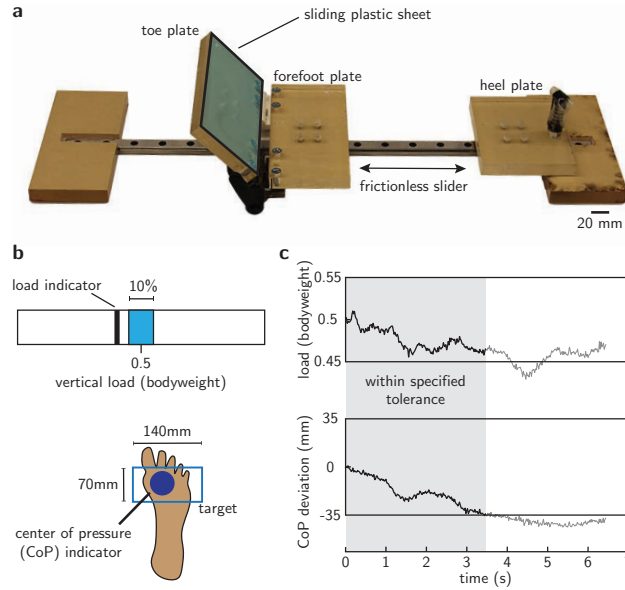 a
sliding plastic sheet
toe plate
forefoot plate
heel plate
frictionless slider
20 mm
b
load indicator
10%
0.5
vertical load (bodyweight)
140mm
70mm
target
center of pressure
(CoP) indicator
c
load (bodyweight)
0.55
0.5
0.45
within specified
tolerance
CoP deviation (mm)
35
0
-35
0 1 2 3 4 5 6
time (s)